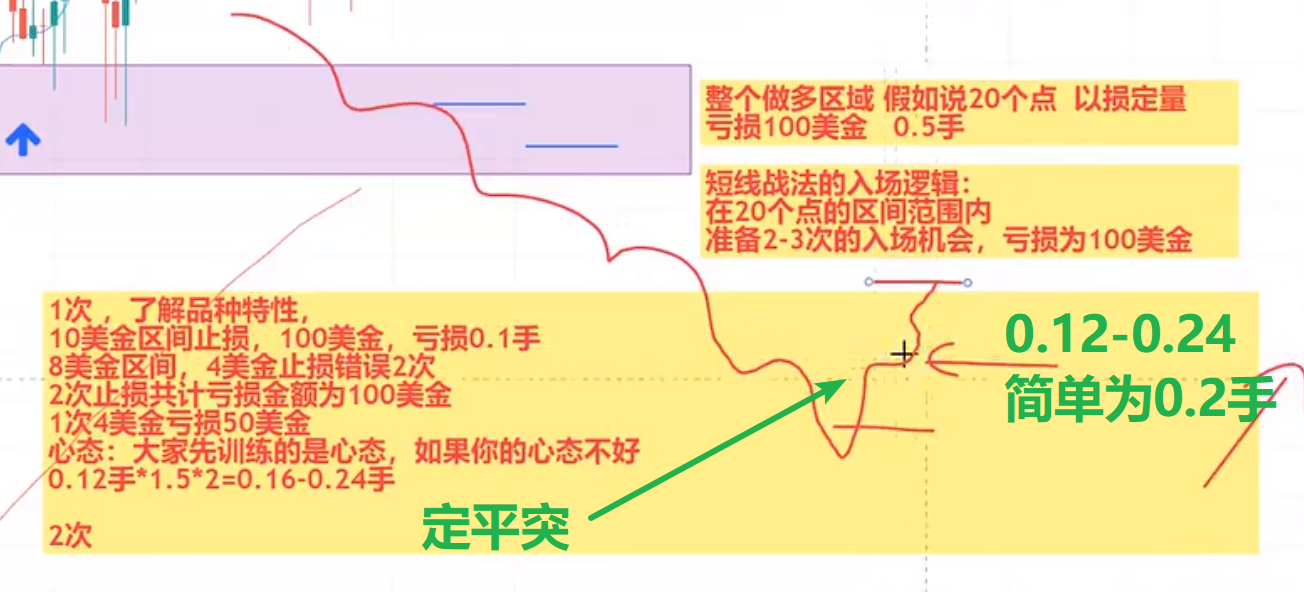 整个做多区域 假如说20个点 以损定量
亏损100美金 0.5手
短线战法的入场逻辑：
在20个点的区间范围内
准备2-3次的入场机会，亏损为100美金
1次，了解品种特性，
10美金区间止损，100美金，亏损0.1手
8美金区间，4美金止损错误2次
2次止损共计亏损金额为100美金
1次4美金亏损50美金
心态：大家先训练的是心态，如果你的心态不好
0.12手*1.5*2=0.16-0.24手
2次
0.12-0.24
简单为0.2手
定平突